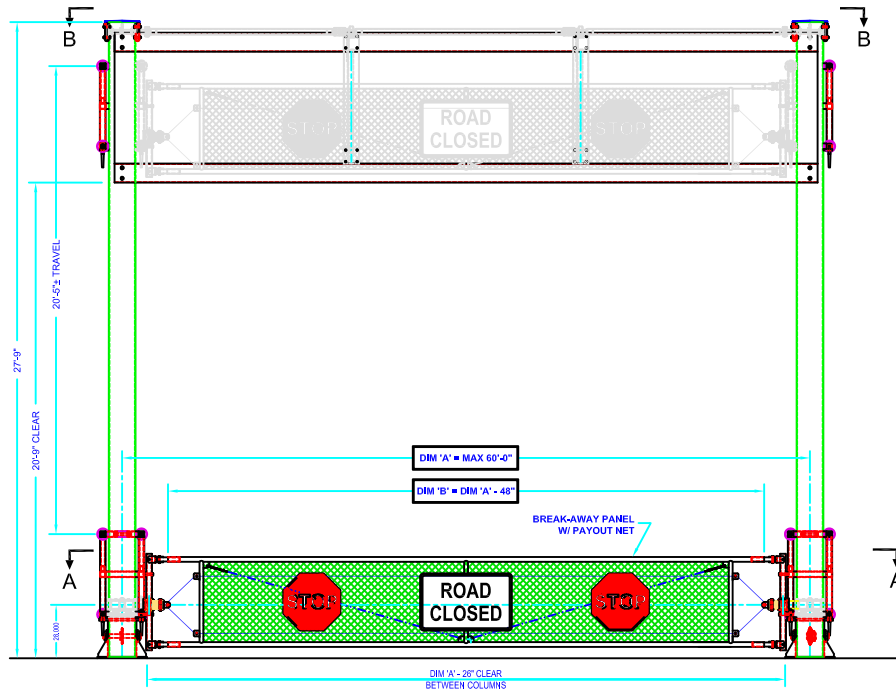 B
B
STOP
ROAD
CLOSED
STOP
20'-5"± TRAVEL
27'-9"
20'-9" CLEAR
DIM 'A' = MAX 60'-0"
DIM 'B' = DIM 'A' - 48"
BREAK-AWAY PANEL
W/ PAYOUT NET
A
A
STOP
ROAD
CLOSED
STOP
28.000
DIM 'A' - 26" CLEAR
BETWEEN COLUMNS